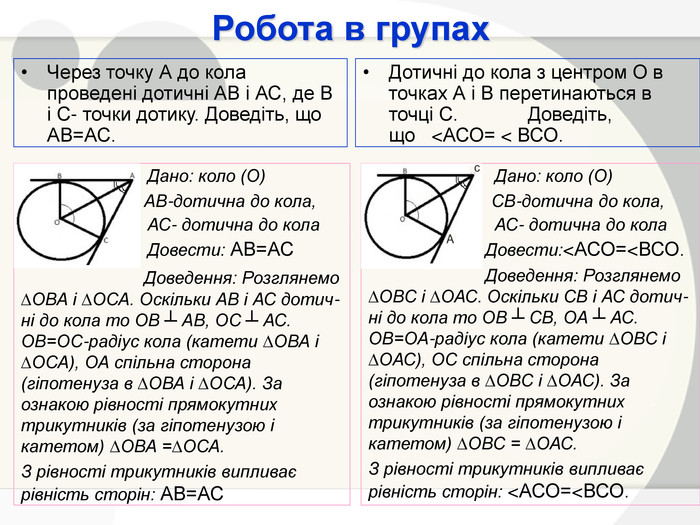 Робота в групах
• Через точку А до кола
проведені дотичні АВ і АС, де В
і С- точки дотику. Доведіть, що
АВ=АС.
• Дотичні до кола з центром О в
точках А і В перетинаються в
точці С. Доведіть,
що <АСО= < ВСО.
B A
O
C
Дано: коло (О)
АВ-дотична до кола,
АС- дотична до кола
Довести: АВ=АС
Доведення: Розглянемо
∆ОВА і ∆ОСА. Оскільки АВ і АС дотич-
ні до кола то ОВ ┴ АВ, ОС ┴ АС.
ОВ=ОС-радіус кола (катети ∆ОВА і
∆ОСА), ОА спільна сторона
(гіпотенуза в ∆ОВА і ∆ОСА). За
ознакою рівності прямокутних
трикутників (за гіпотенузою і
катетом) ∆ОВА =∆ОСА.
З рівності трикутників випливає
рівність сторін: АВ=АС
B c
O
A
Дано: коло (О)
СВ-дотична до кола,
АС- дотична до кола
Довести:<АСО=<ВСО.
Доведення: Розглянемо
∆ОВС і ∆ОАС. Оскільки СВ і АС дотич-
ні до кола то ОВ ┴ СВ, ОА ┴ АС.
ОВ=ОА-радіус кола (катети ∆ОВС і
∆ОАС), ОС спільна сторона
(гіпотенуза в ∆ОВС і ∆ОАС). За
ознакою рівності прямокутних
трикутників (за гіпотенузою і
катетом) ∆ОВС = ∆ОАС.
З рівності трикутників випливає
рівність сторін: <АСО=<ВСО.